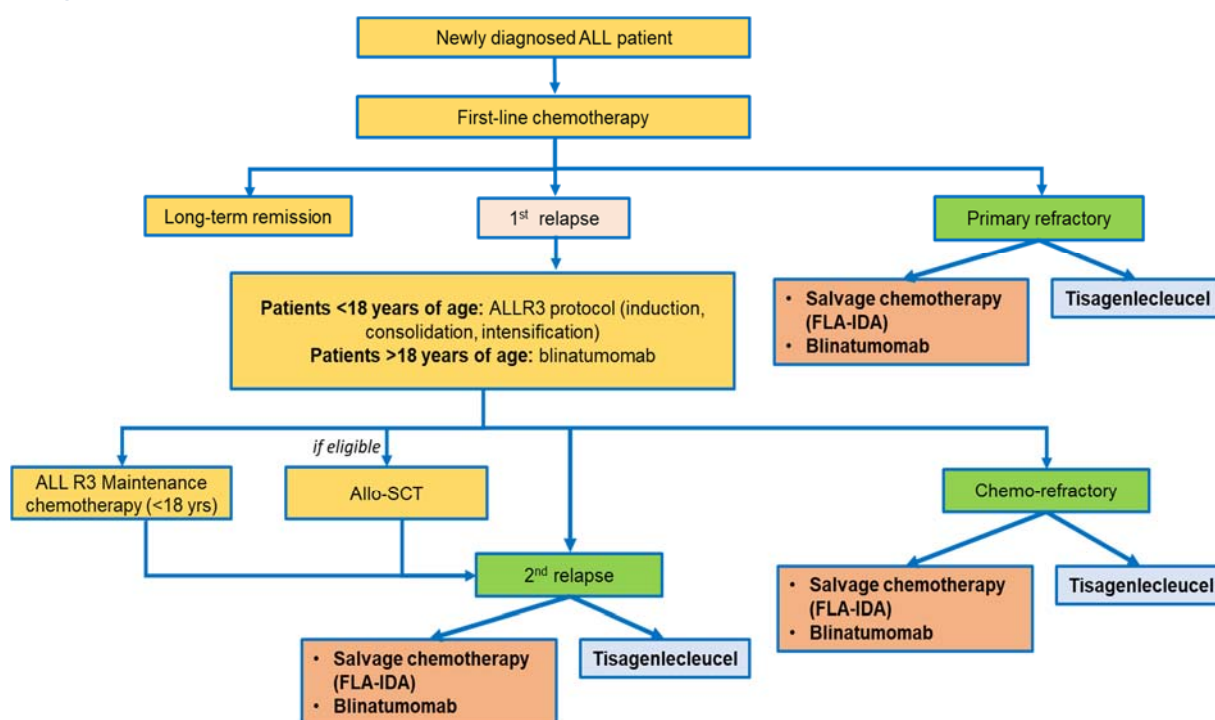 Newly diagnosed ALL patient
First-line chemotherapy
Long-term remission
1st relapse
Primary refractory
Patients <18 years of age: ALLR3 protocol (induction,
consolidation, intensification)
Patients >18 years of age: blinatumomab
• Salvage chemotherapy
(FLA-IDA)
• Blinatumomab
Tisagenlecleucel
if eligible
ALL R3 Maintenance
chemotherapy (<18 yrs)
Allo-SCT
Chemo-refractory
2nd relapse
• Salvage chemotherapy
(FLA-IDA)
• Blinatumomab
Tisagenlecleucel
• Salvage chemotherapy
(FLA-IDA)
• Blinatumomab
Tisagenlecleucel